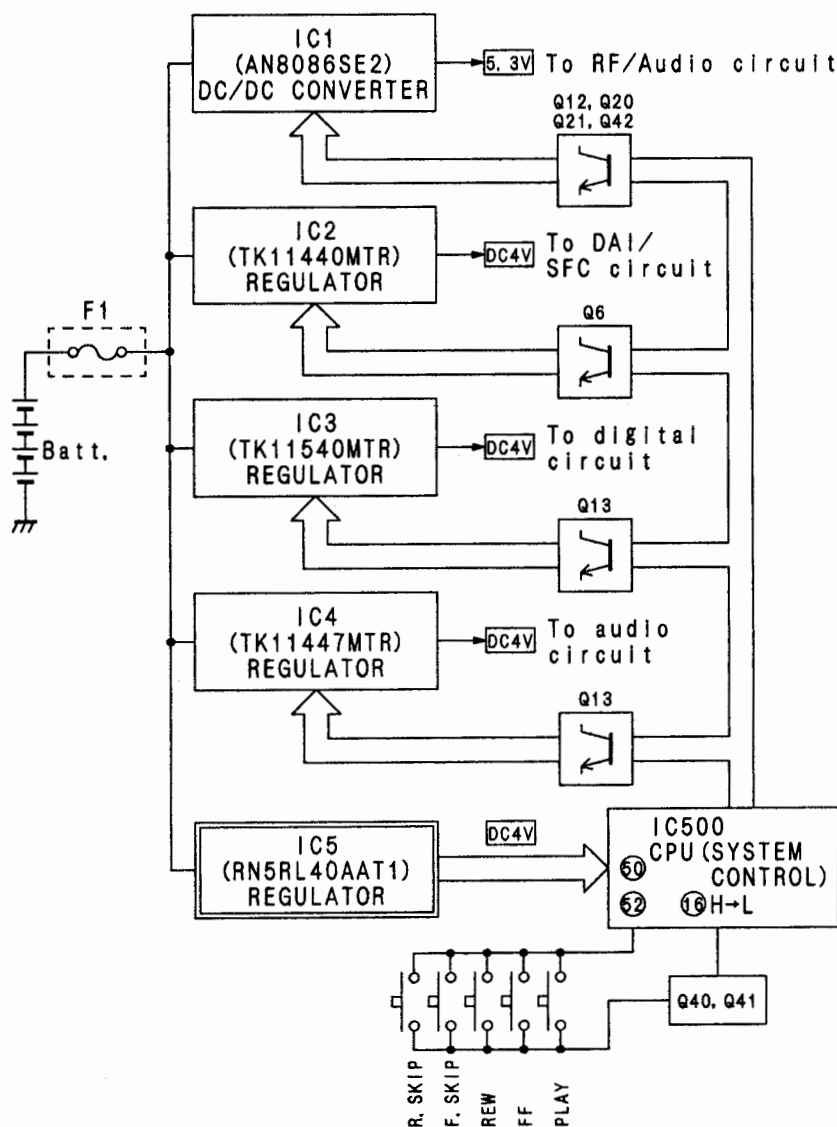 IC1
(AN8086SE2)
DC/DC CONVERTER
5.3V
To RF/Audio circuit
Q12, Q20
Q21, Q42
IC2
(TK11440MTR)
REGULATOR
DC4V
To DAI/
SFC circuit
F1
Q6
Batt.
IC3
(TK11540MTR)
REGULATOR
DC4V
To digital
circuit
Q13
IC4
(TK11447MTR)
REGULATOR
DC4V
To audio
circuit
Q13
IC5
(RN5RL40AAT1)
REGULATOR
DC4V
IC500
CPU(SYSTEM
CONTROL)
50
52
16 H→L
Q40, Q41
R. SKIP
F. SKIP
REW
FF
PLAY